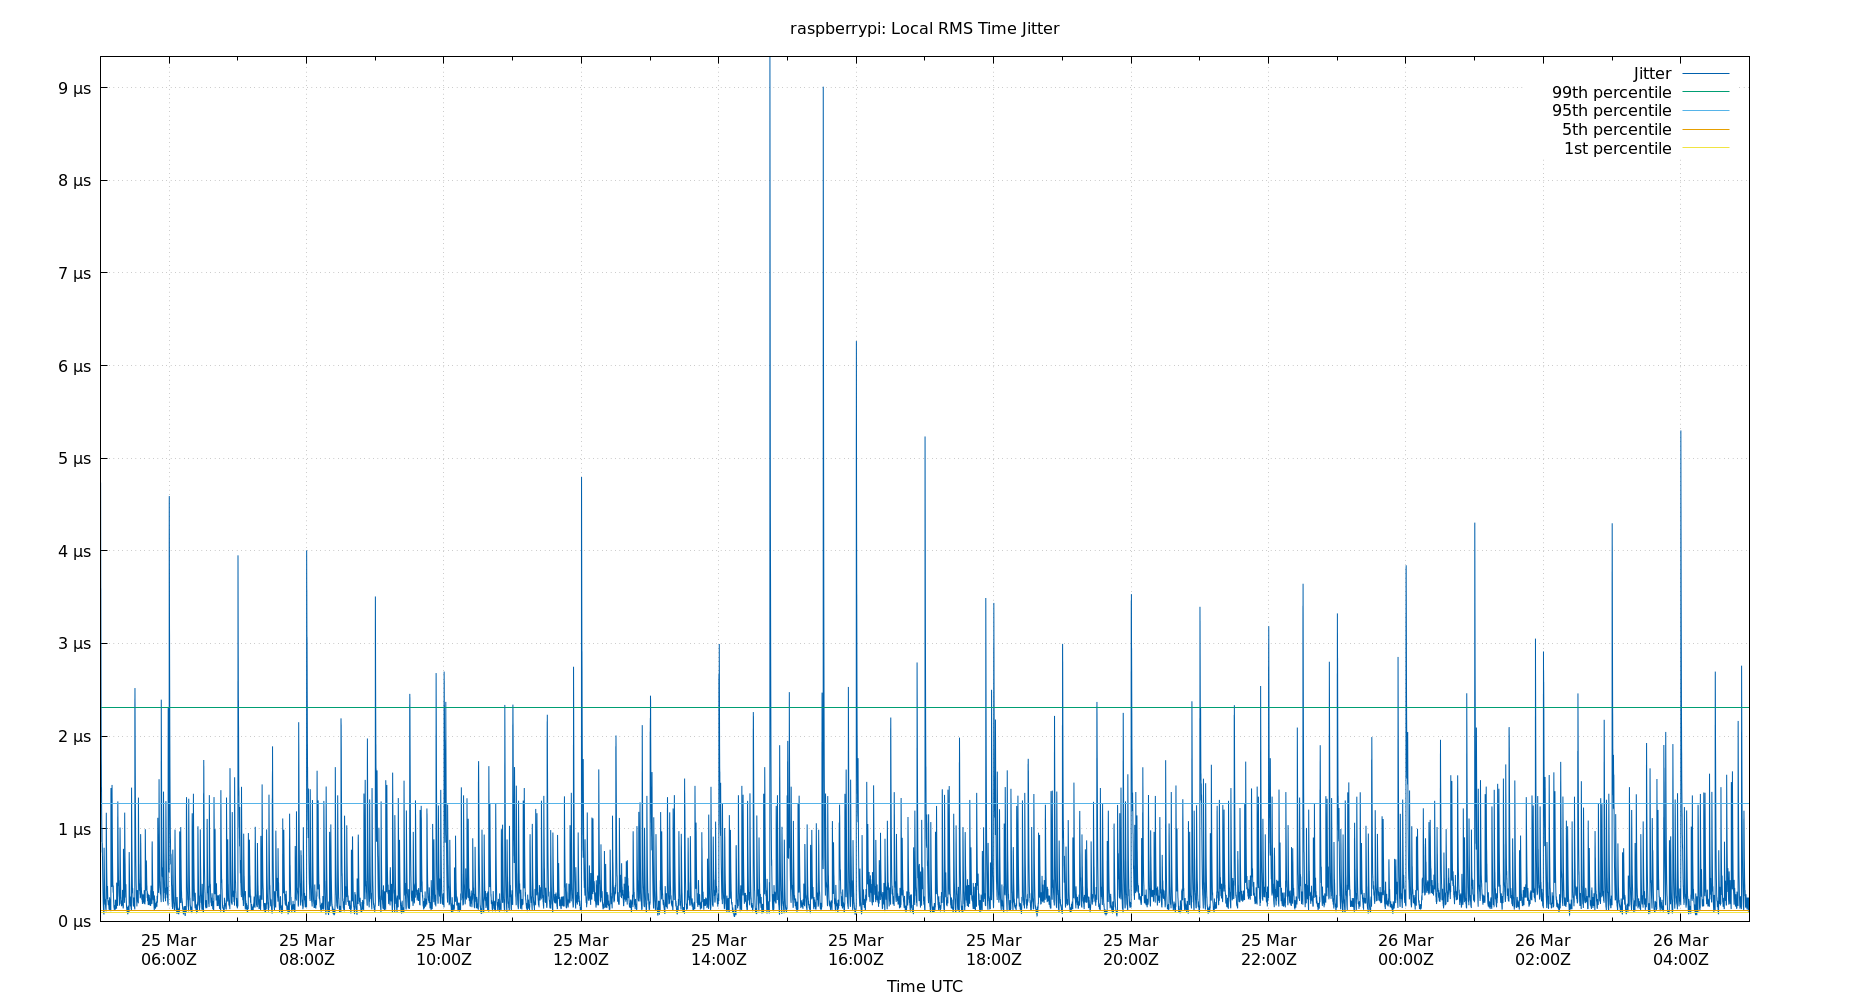 raspberrypi: Local RMS Time Jitter
Jitter
99th percentile
95th percentile
5th percentile
1st percentile
9 μs
8 μs
7 μs
6 μs
5 μs
4 μs
3 μs
2 μs
1 μs
0 μs
25 Mar 25 Mar 25 Mar 25 Mar 25 Mar 25 Mar 25 Mar 25 Mar 25 Mar 26 Mar 26 Mar 26 Mar
06:00Z 08:00Z 10:00Z 12:00Z 14:00Z 16:00Z 18:00Z 20:00Z 22:00Z 00:00Z 02:00Z 04:00Z
Time UTC